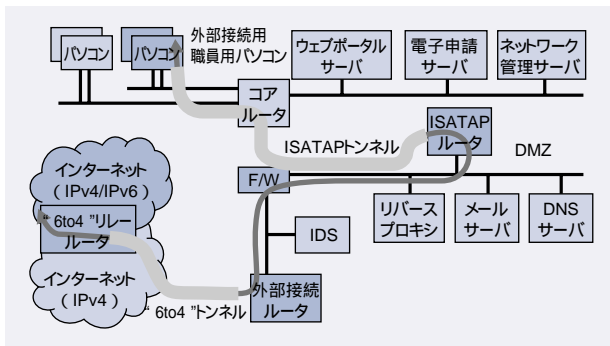 パソコン
パソコン
外部接続用
職員用パソコン
ウェブポータル
サーバ
電子申請
サーバ
ネットワーク
管理サーバ
コア
ルータ
ISATAPトンネル
ISATAP
ルータ
DMZ
インターネット
（IPv4/IPv6）
F/W
“ 6to4 ”リレー
ルータ
リバース
プロキシ
メール
サーバ
DNS
サーバ
IDS
インターネット
（IPv4）
外部接続
ルータ
“ 6to4 ”トンネル